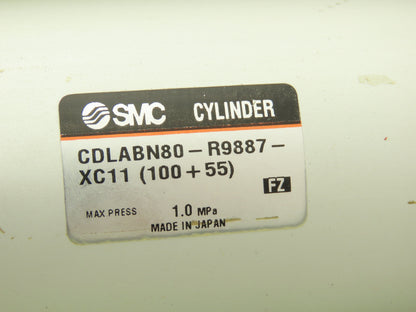 SMC CYLINDER
CDLABN80-R9887-
XC11 (100+55)
FZ
MAX.PRESS 1.0 MPa
MADE IN JAPAN